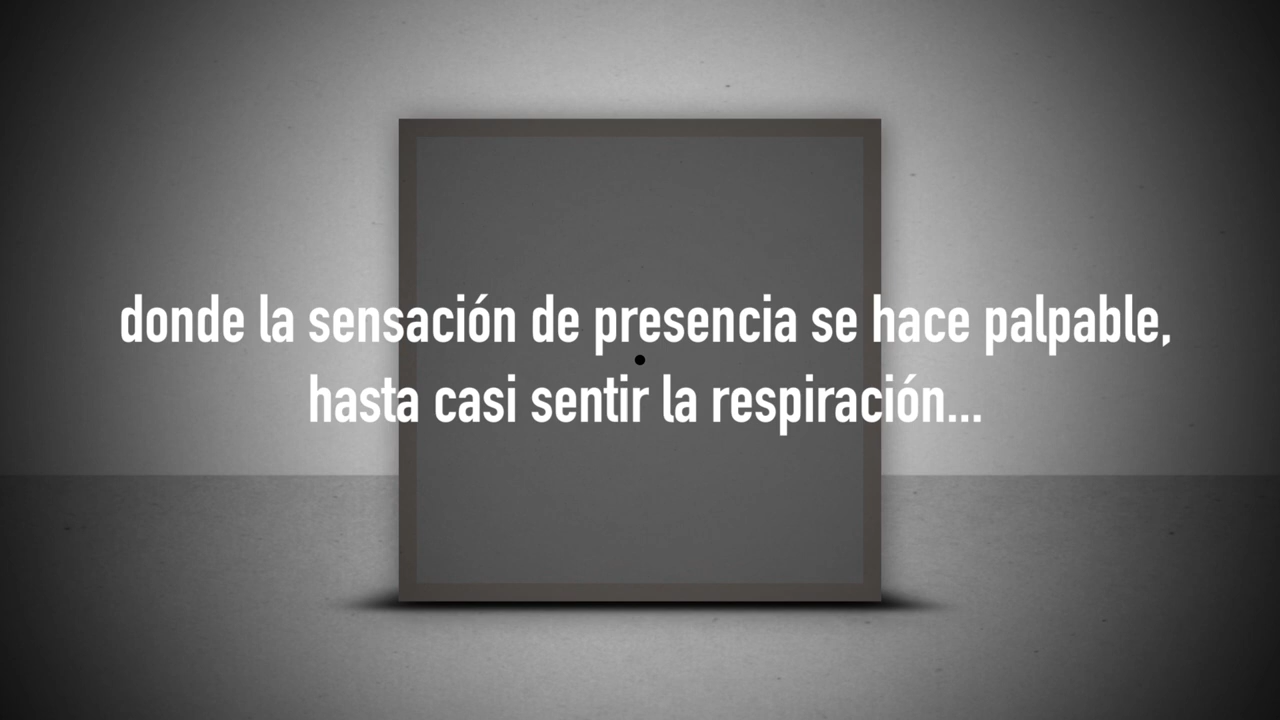 donde la sensación de presencia se hace palpable,
hasta casi sentir la respiración...